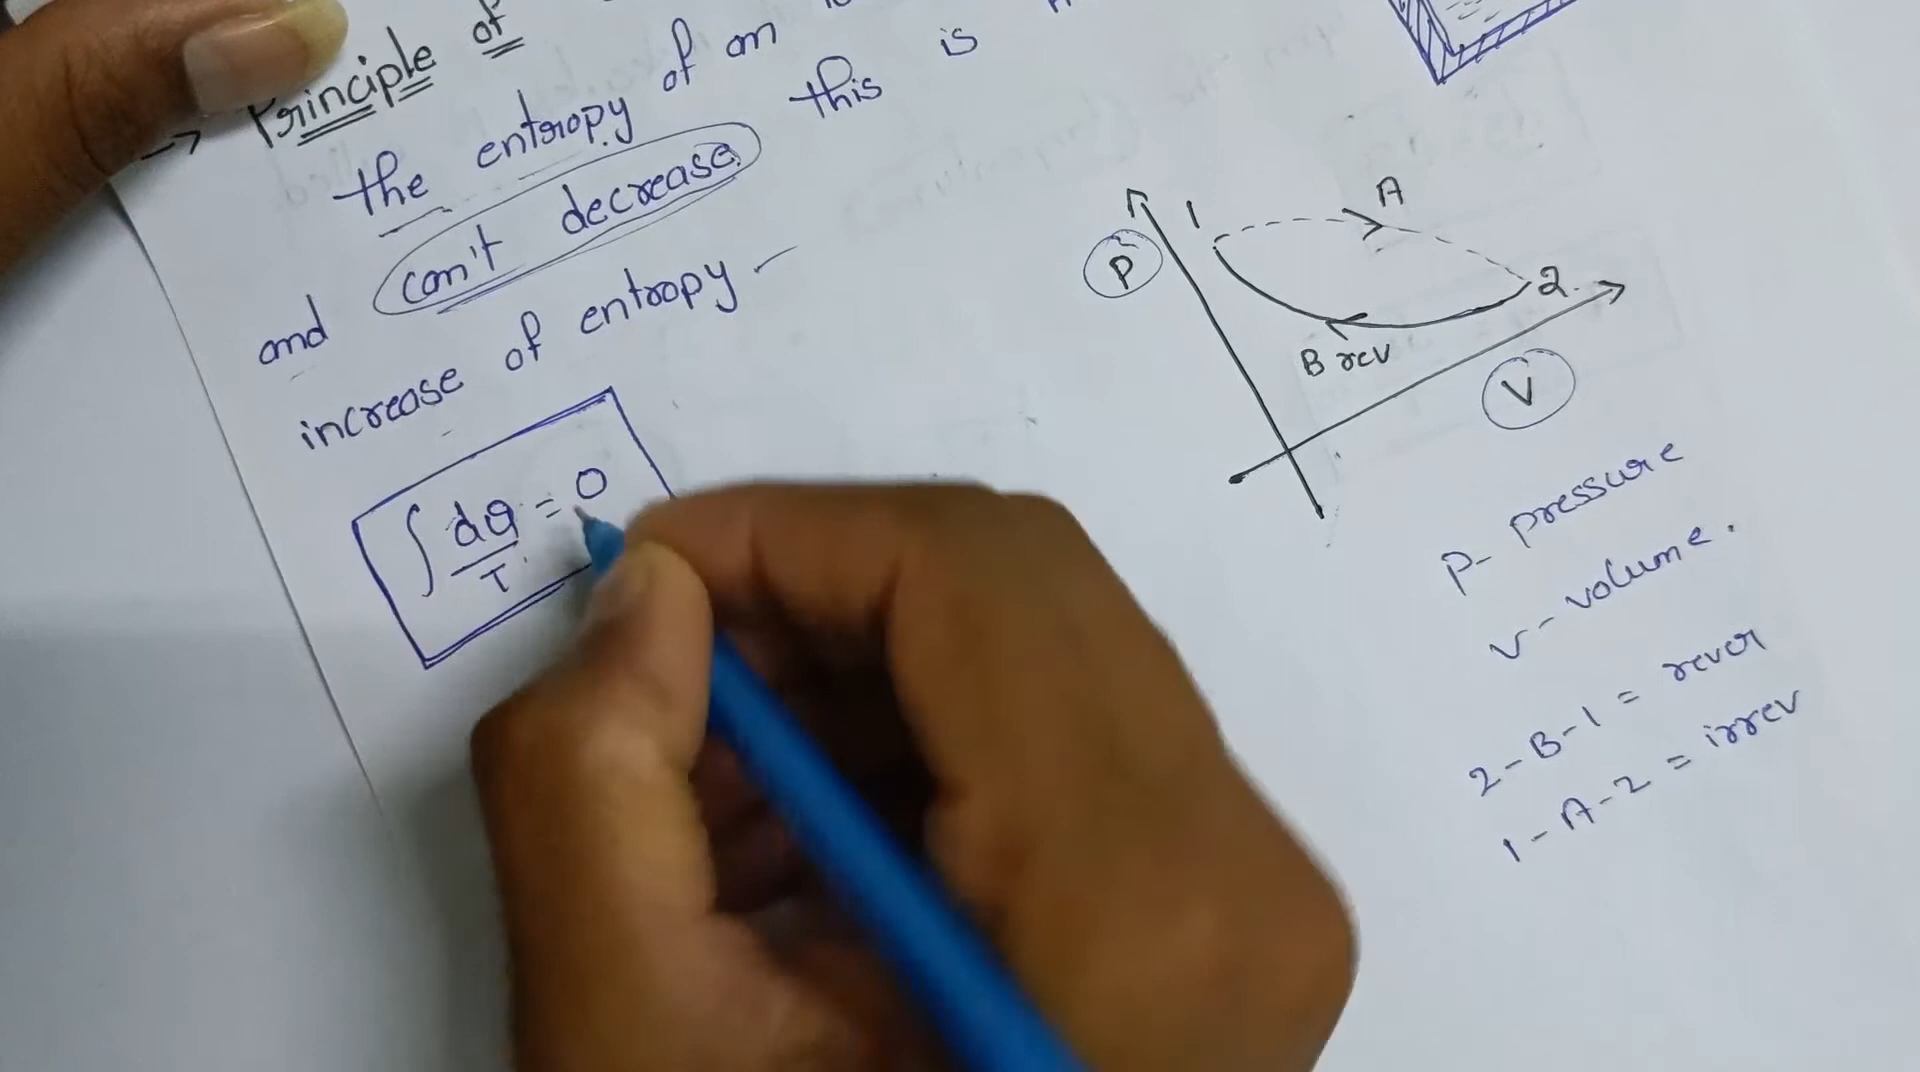 → Principle of
the entropy of an
can't decrease. this is
and
increase of entropy -
∫ dQ/T = 0
1
A
2.
P
B rev
V
P- pressure
V - volume.
2-B-1 = rever
1-A-2 = irrev